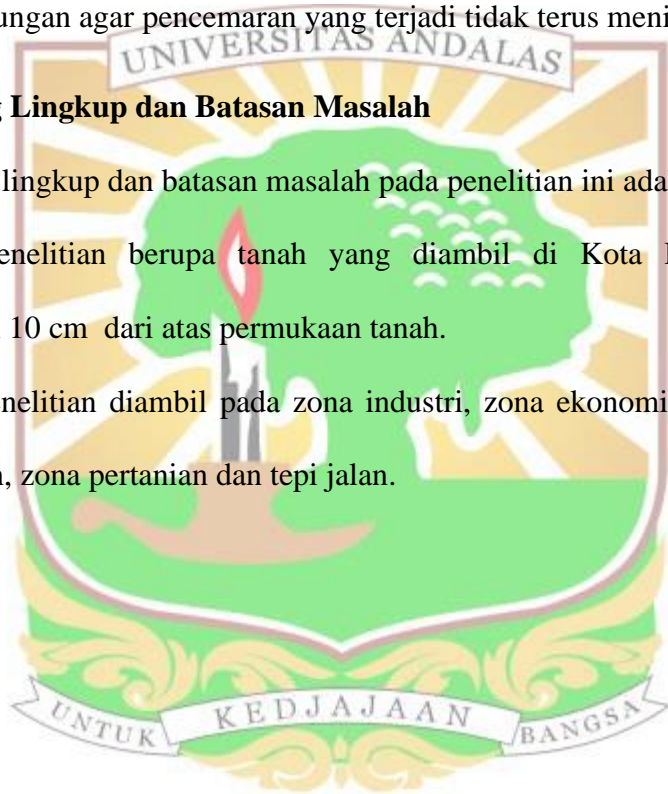 ungan agar pencemaran yang terjadi tidak terus meni
UNIVERSITAS ANDALAS
Lingkup dan Batasan Masalah
lingkup dan batasan masalah pada penelitian ini ada
enelitian berupa tanah yang diambil di Kota
10 cm dari atas permukaan tanah.
enelitian diambil pada zona industri, zona ekonomi
, zona pertanian dan tepi jalan.
UNTUK KEDJAJAAN BANGSA